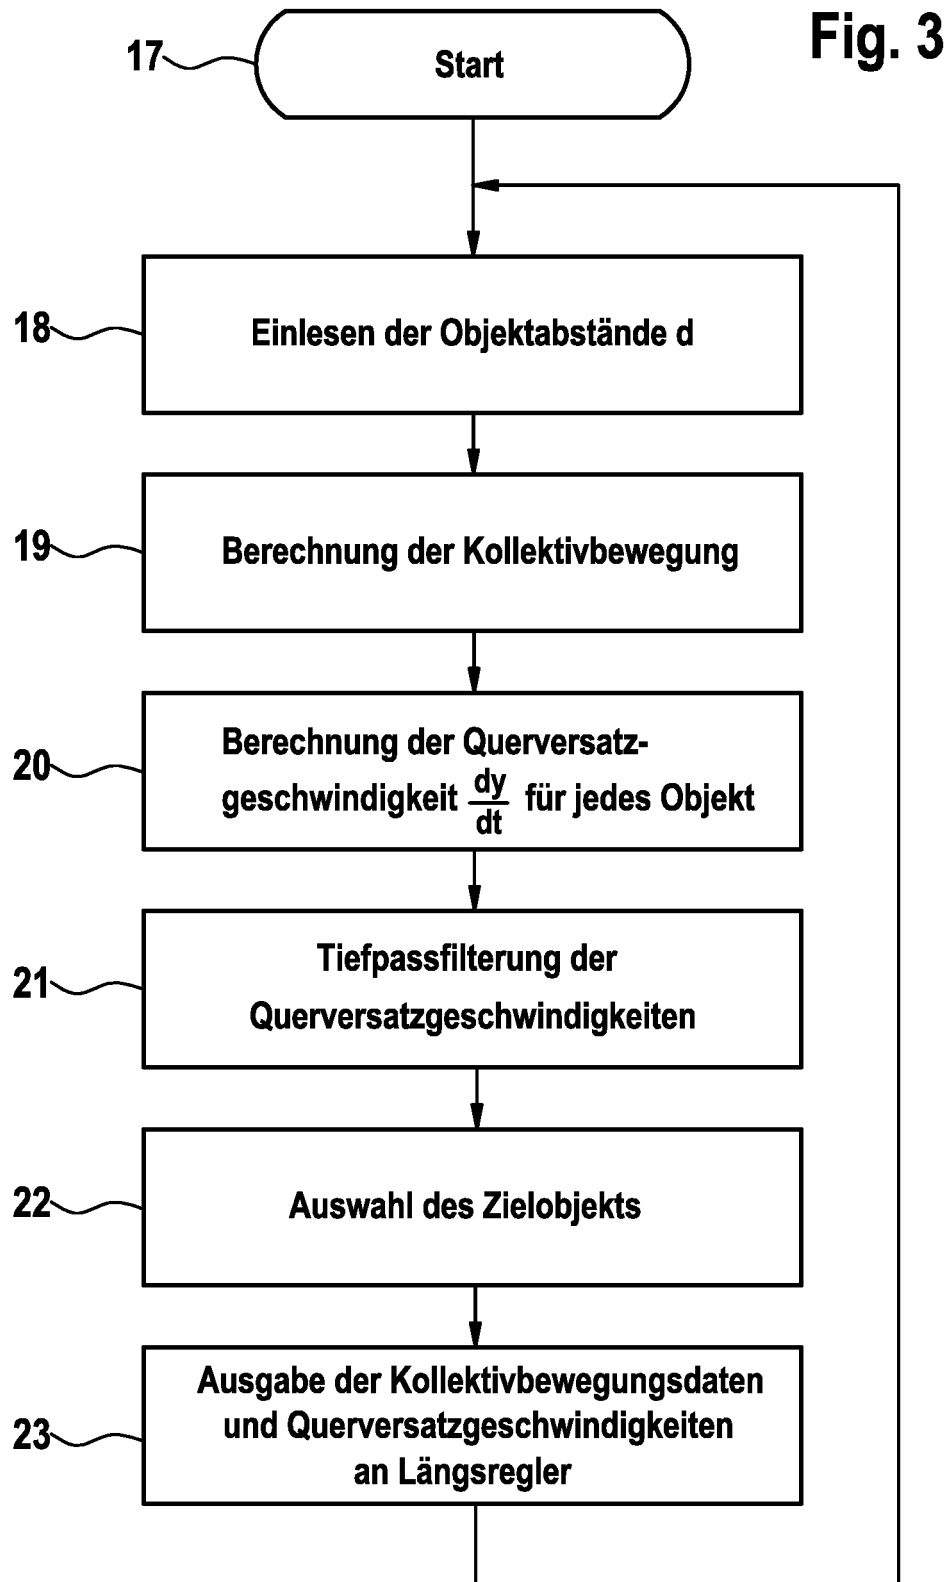 Fig. 3
17
Start
18
Einlesen der Objektabstände d
19
Berechnung der Kollektivbewegung
20
Berechnung der Querversatz-
geschwindigkeit dy/dt für jedes Objekt
21
Tiefpassfilterung der
Querversatzgeschwindigkeiten
22
Auswahl des Zielobjekts
23
Ausgabe der Kollektivbewegungsdaten
und Querversatzgeschwindigkeiten
an Längsregler